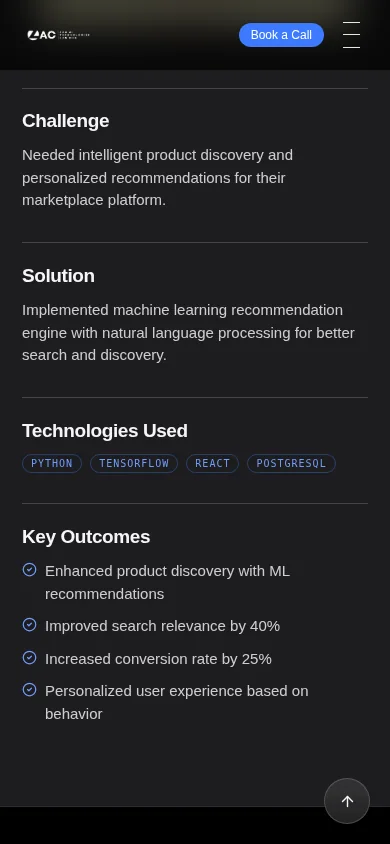 AC
Book a Call
Challenge
Needed intelligent product discovery and
personalized recommendations for their
marketplace platform.
Solution
Implemented machine learning recommendation
engine with natural language processing for better
search and discovery.
Technologies Used
PYTHON TENSORFLOW REACT POSTGRESQL
Key Outcomes
Enhanced product discovery with ML
recommendations
Improved search relevance by 40%
Increased conversion rate by 25%
Personalized user experience based on
behavior